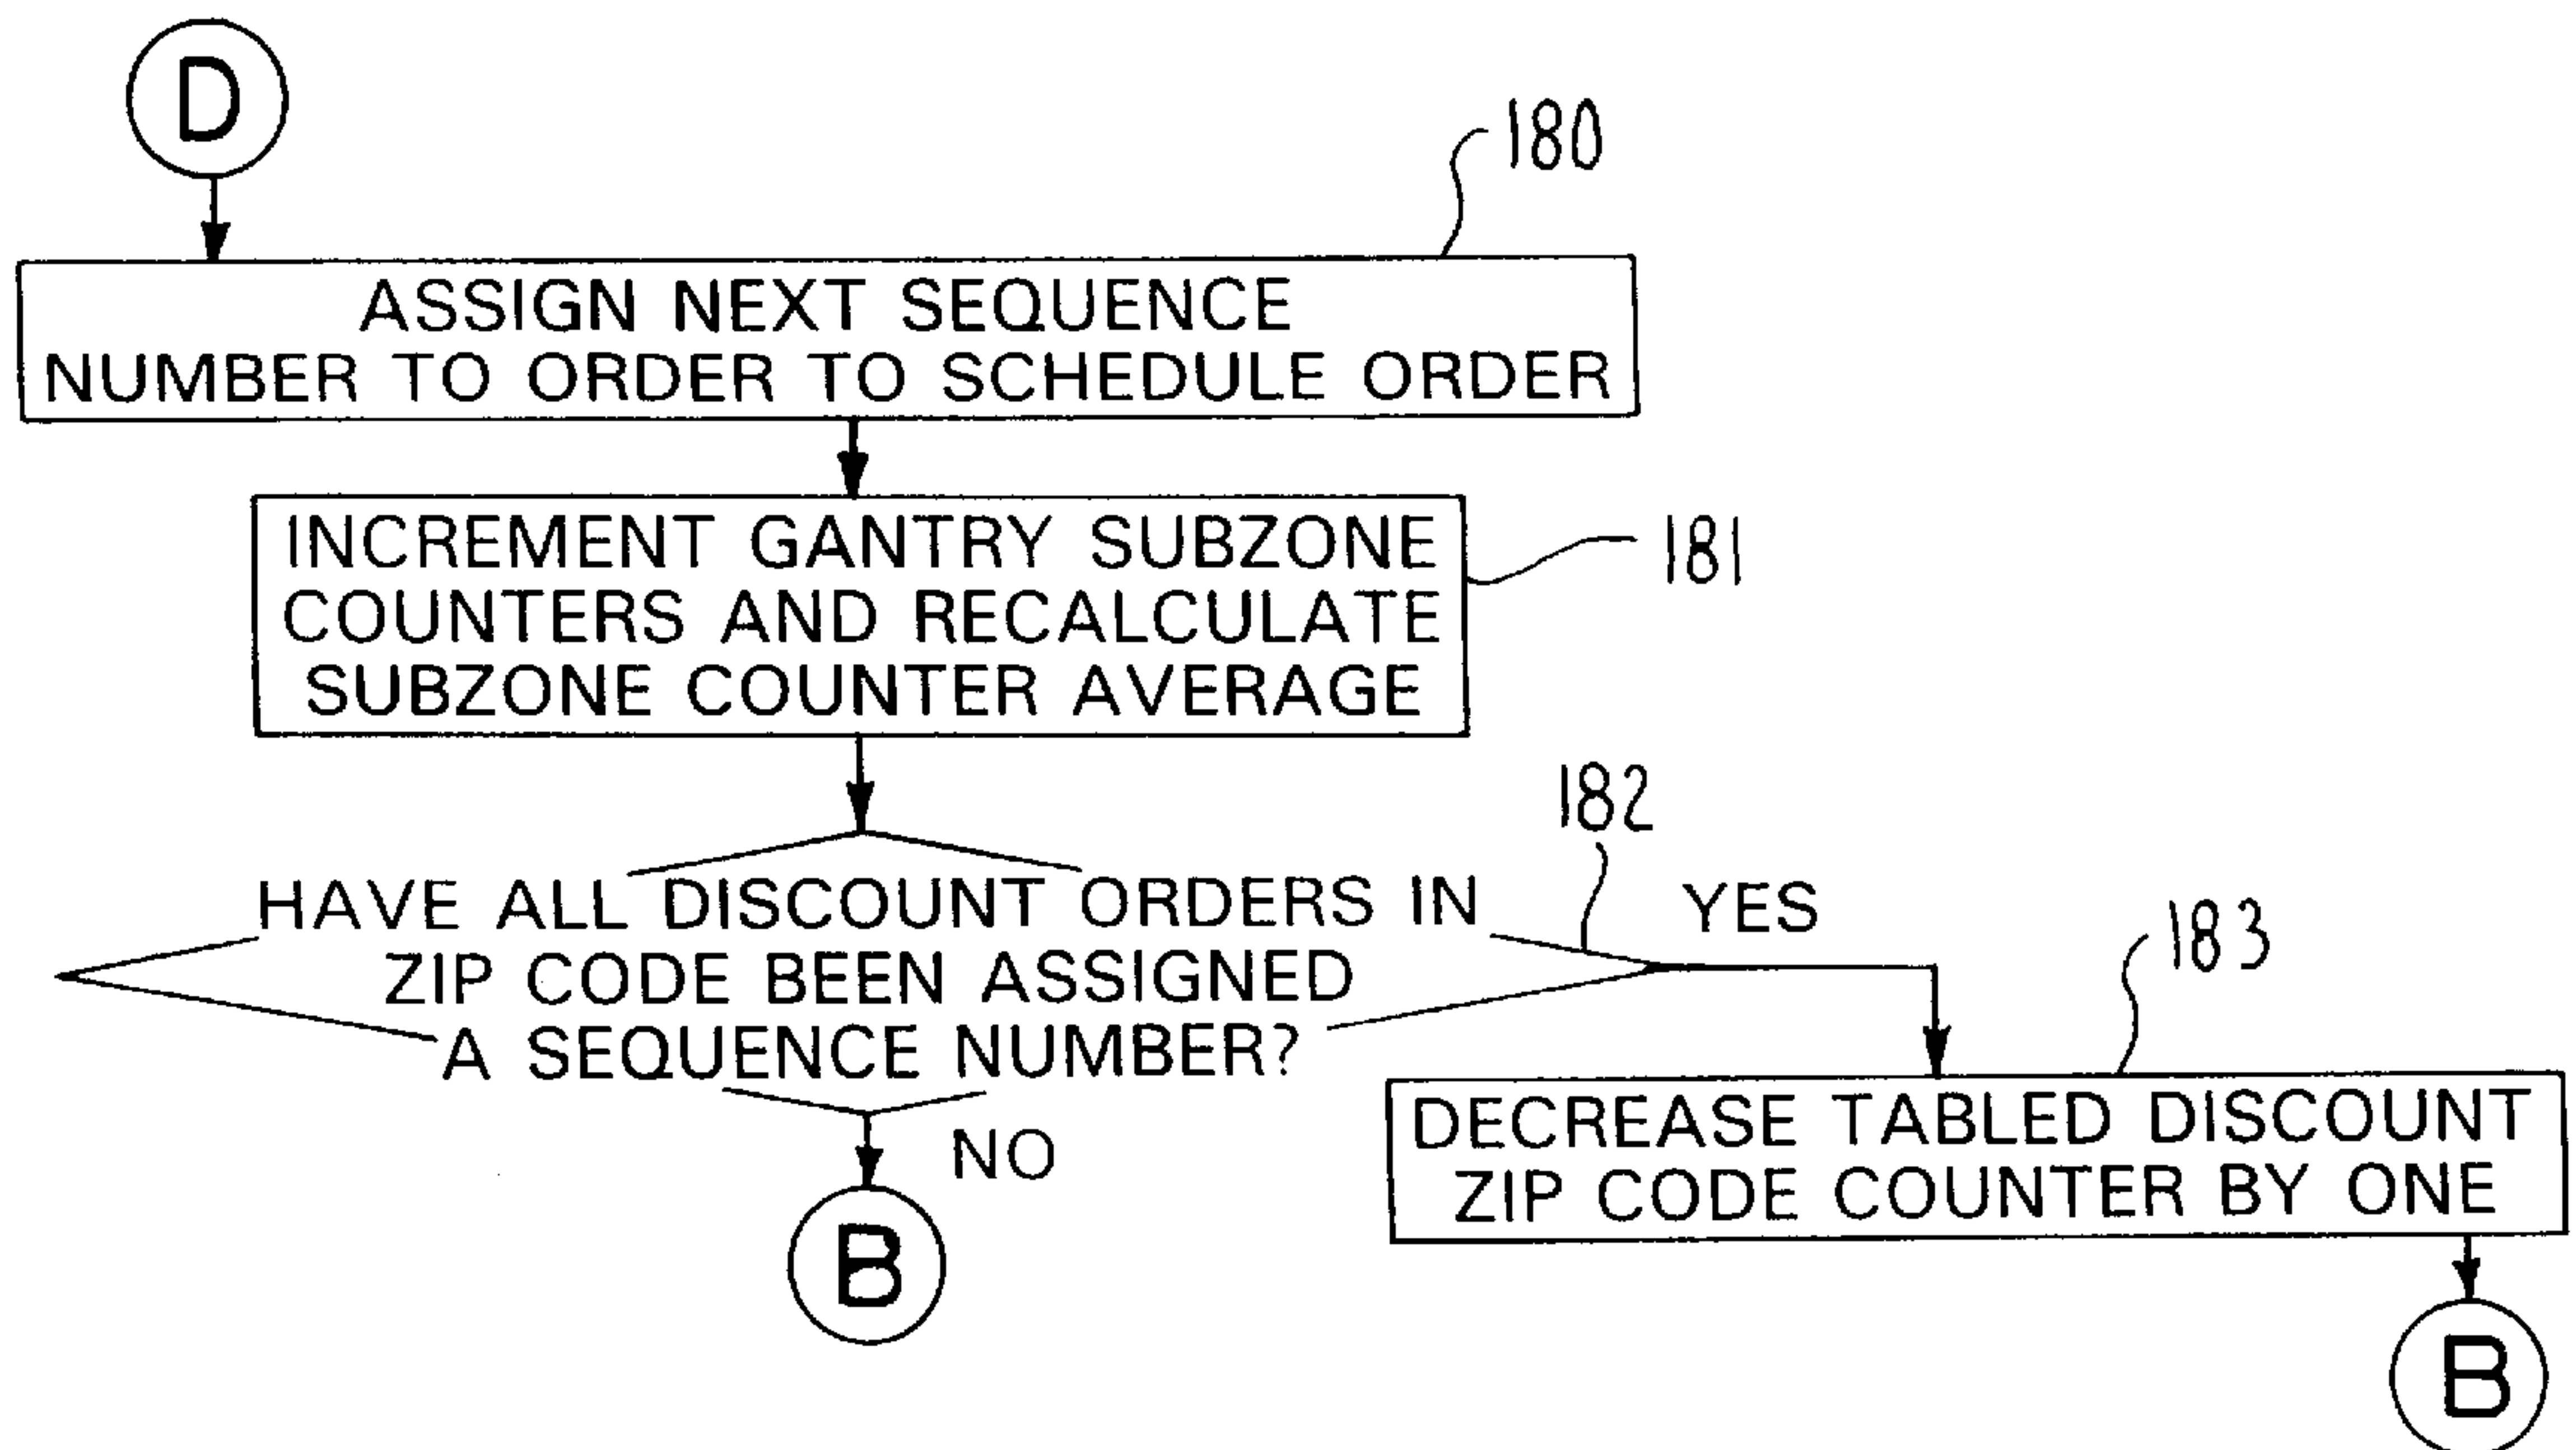 D
180
ASSIGN NEXT SEQUENCE
NUMBER TO ORDER TO SCHEDULE ORDER
INCREMENT GANTRY SUBZONE
COUNTERS AND RECALCULATE
SUBZONE COUNTER AVERAGE
181
182
HAVE ALL DISCOUNT ORDERS IN
ZIP CODE BEEN ASSIGNED
A SEQUENCE NUMBER?
YES
183
NO
DECREASE TABLED DISCOUNT
ZIP CODE COUNTER BY ONE
B
B